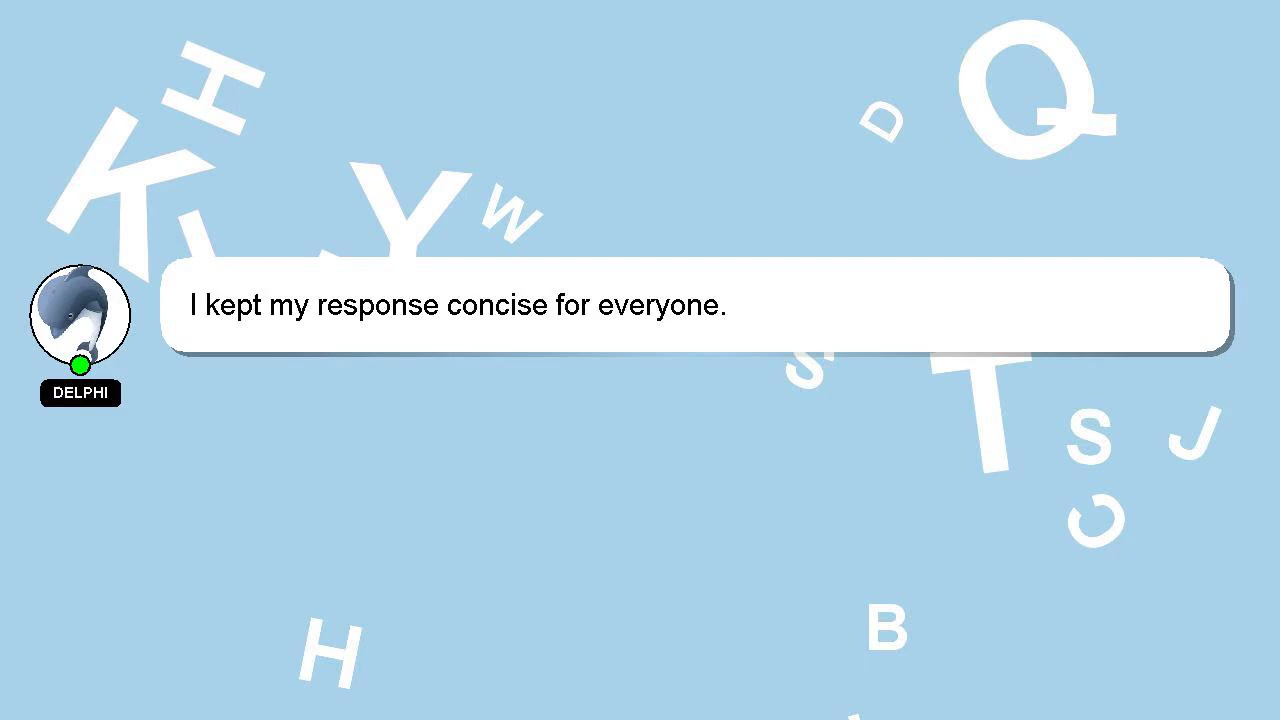 H
Q
D
K
Y
W
I kept my response concise for everyone.
DELPHI
S
T
S
J
C
B
H